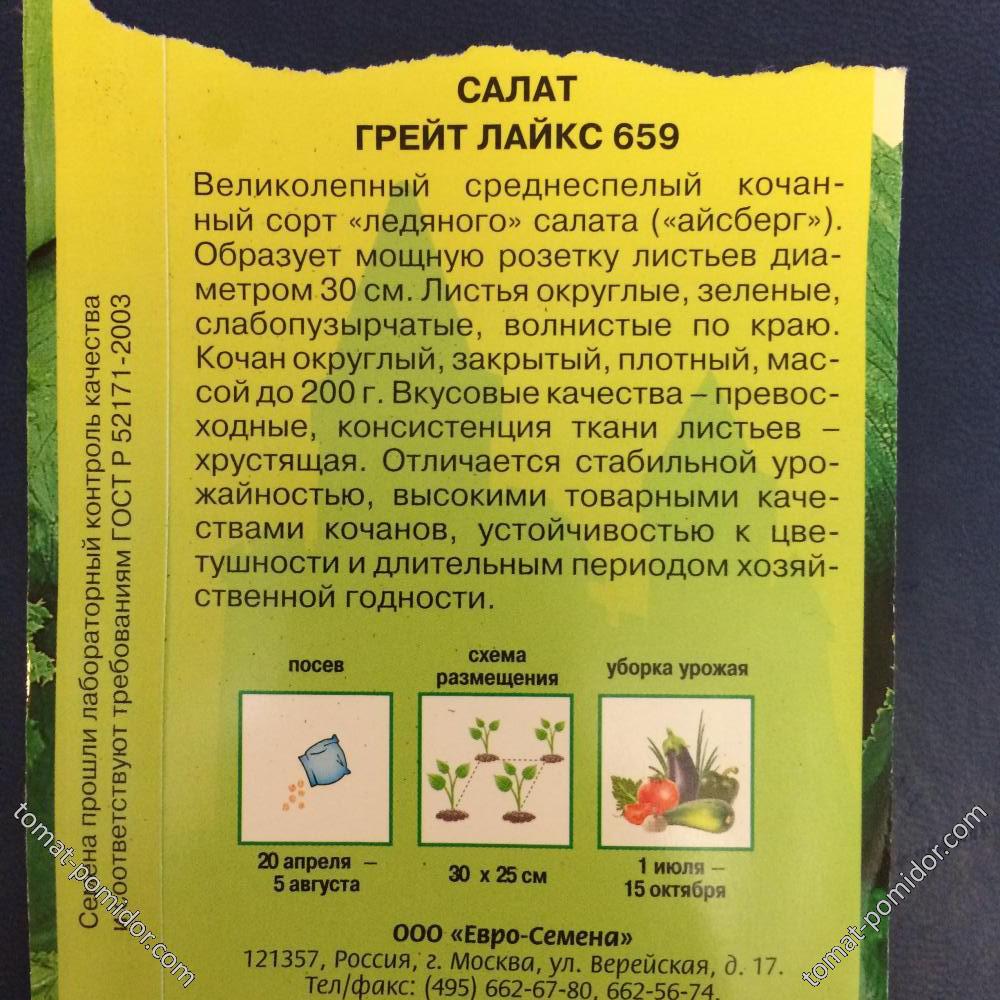 САЛАТ
ГРЕЙТ ЛАЙКС 659
Великолепный среднеспелый кочан-
ный сорт «ледяного» салата («айсберг»).
Образует мощную розетку листьев диа-
метром 30 см. Листья округлые, зеленые,
слабопузырчатые, волнистые по краю.
Кочан округлый, закрытый, плотный, мас-
сой до 200 г. Вкусовые качества – превос-
ходные, консистенция ткани листьев –
хрустящая. Отличается стабильной уро-
жайностью, высокими товарными каче-
ствами кочанов, устойчивостью к цве-
тушности и длительным периодом хозяй-
ственной годности.
посев
схема
размещения
уборка урожая
20 апреля –
5 августа
30 х 25 см
1 июля –
15 октября
ООО «Евро-Семена»
121357, Россия, г. Москва, ул. Верейская, д. 17.
Тел/факс: (495) 662-67-80, 662-56-74.
Семена прошли лабораторный контроль качества
и соответствуют требованиям ГОСТ Р 52171-2003
tomat-pomidor.com
tomat-pomidor.com